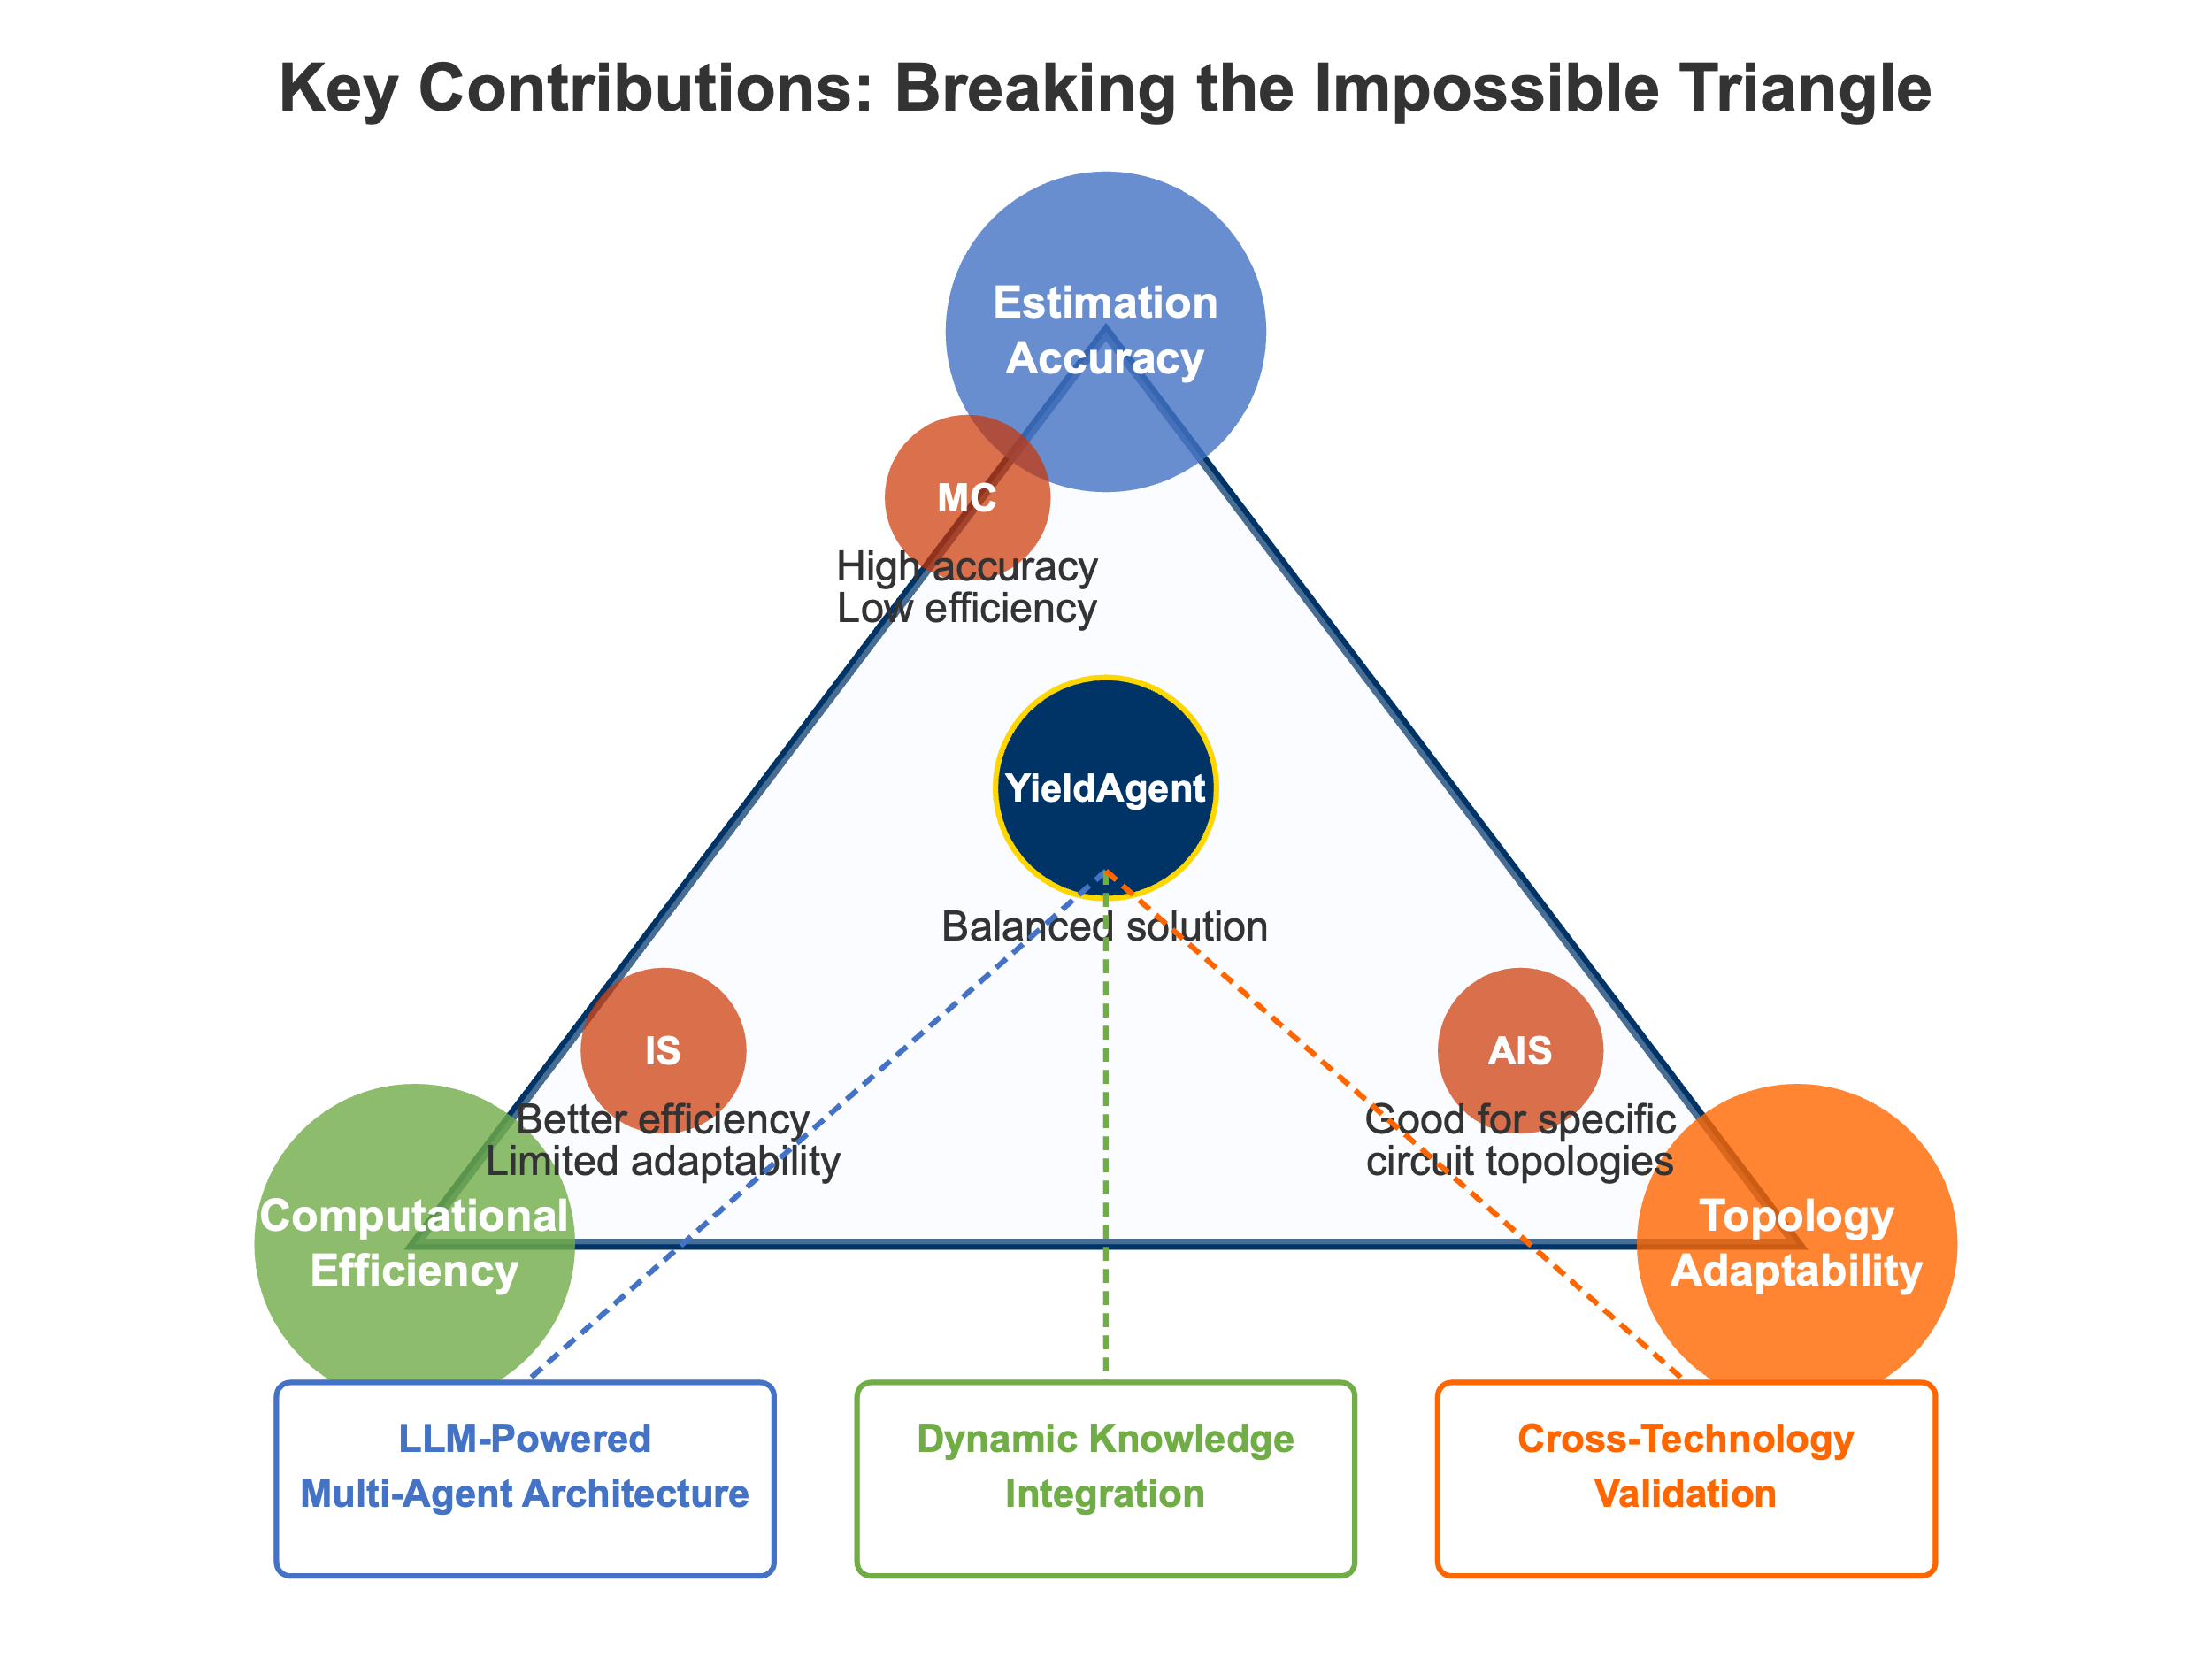 Key Contributions: Breaking the Impossible Triangle
Estimation
Accuracy
MC
High accuracy
Low efficiency
YieldAgent
Balanced solution
IS
Better efficiency
Limited adaptability
AIS
Good for specific
circuit topologies
Computational
Efficiency
Topology
Adaptability
LLM-Powered
Multi-Agent Architecture
Dynamic Knowledge
Integration
Cross-Technology
Validation